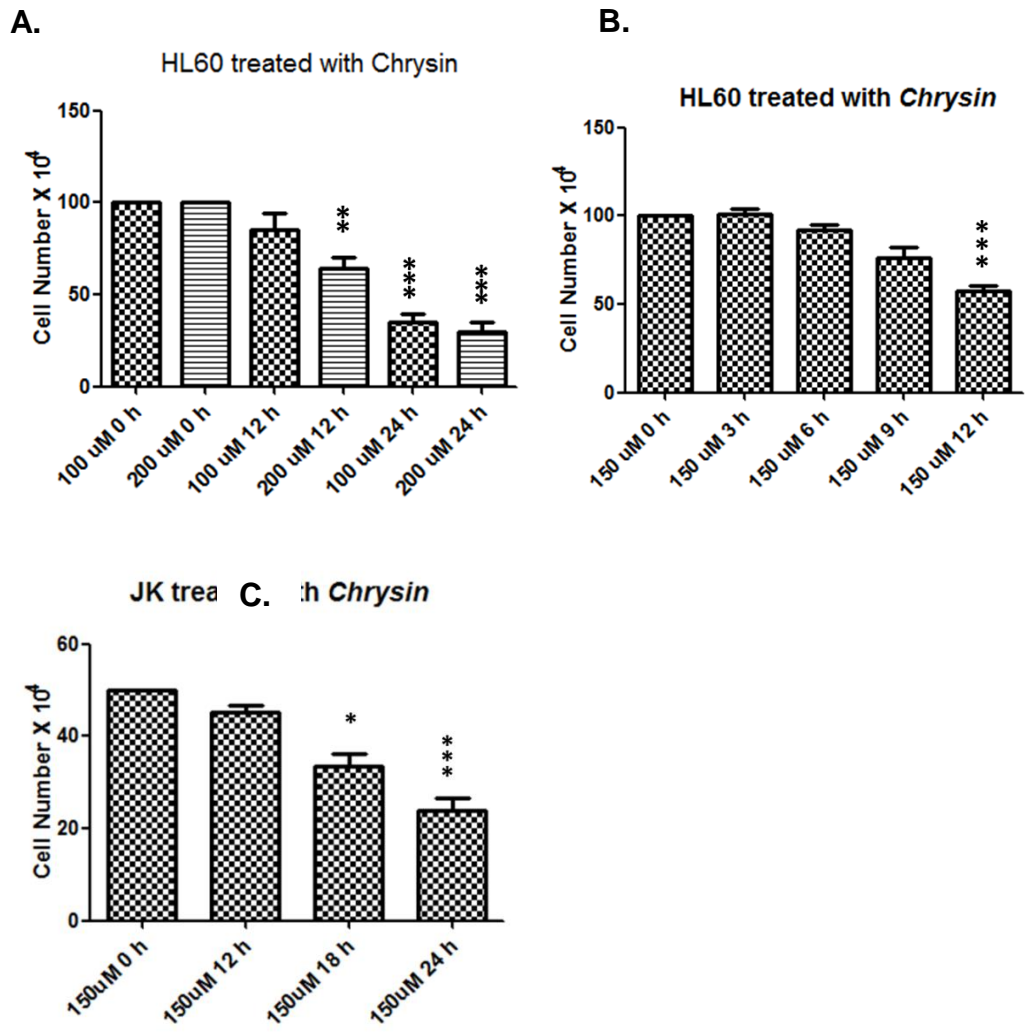 A.
HL60 treated with Chrysin
Cell Number X 10⁴
150
100
50
0
**
***
***
100 uM 0 h
200 uM 0 h
100 uM 12 h
200 uM 12 h
100 uM 24 h
200 uM 24 h
B.
HL60 treated with Chrysin
Cell Number X 10⁴
150
100
50
0
***
150 uM 0 h
150 uM 3 h
150 uM 6 h
150 uM 9 h
150 uM 12 h
C.
JK trea th Chrysin
Cell Number X 10⁴
60
40
20
0
*
***
150uM 0 h
150uM 12 h
150uM 18 h
150uM 24 h